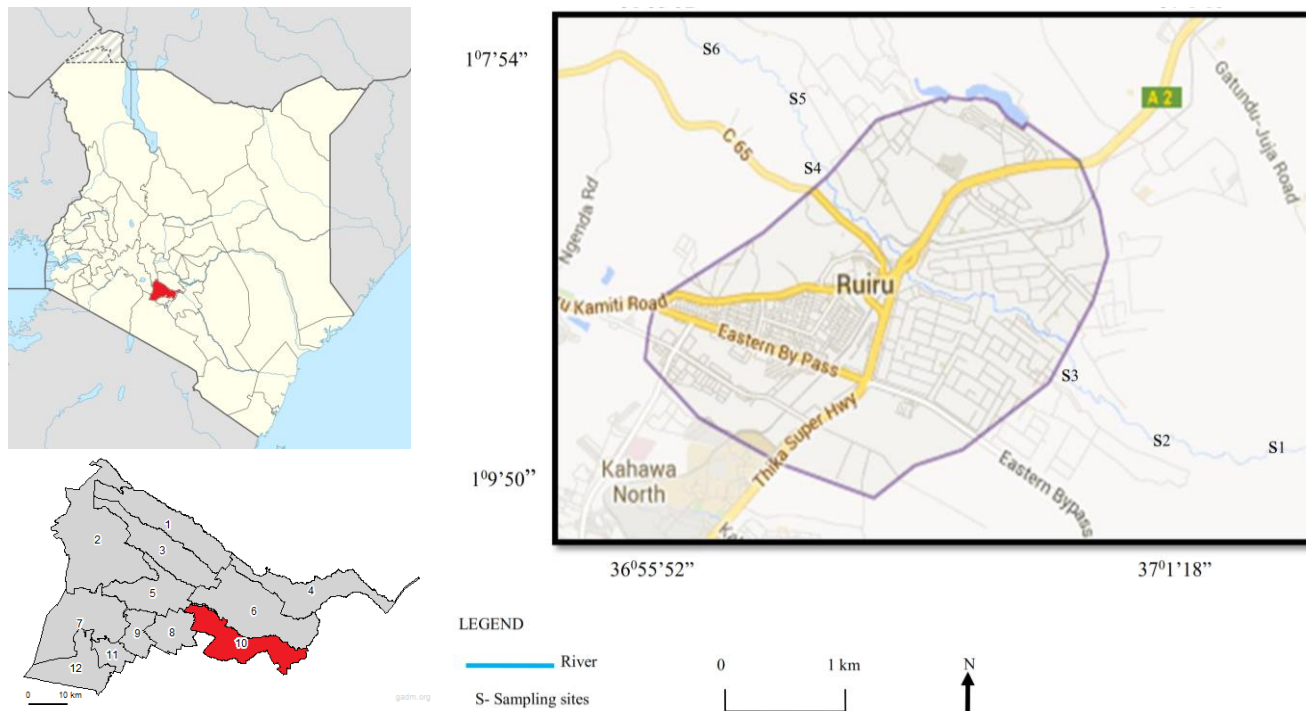 1⁰7’54”
S6
S5
S4
C 65
A 2
Gatundu-Juja Road
Ngenda Rd
Ruiru
ru Kamiti Road
Eastern By Pass
S3
Thika Super Hwy
S2
S1
Kahawa
North
Eastern Bypass
1⁰9’50”
36⁰55’52”
37⁰1’18”
1
2
3
4
5
6
7
8
9
10
11
12
0 10 km
gadm.org
LEGEND
River
S- Sampling sites
0 1 km
N